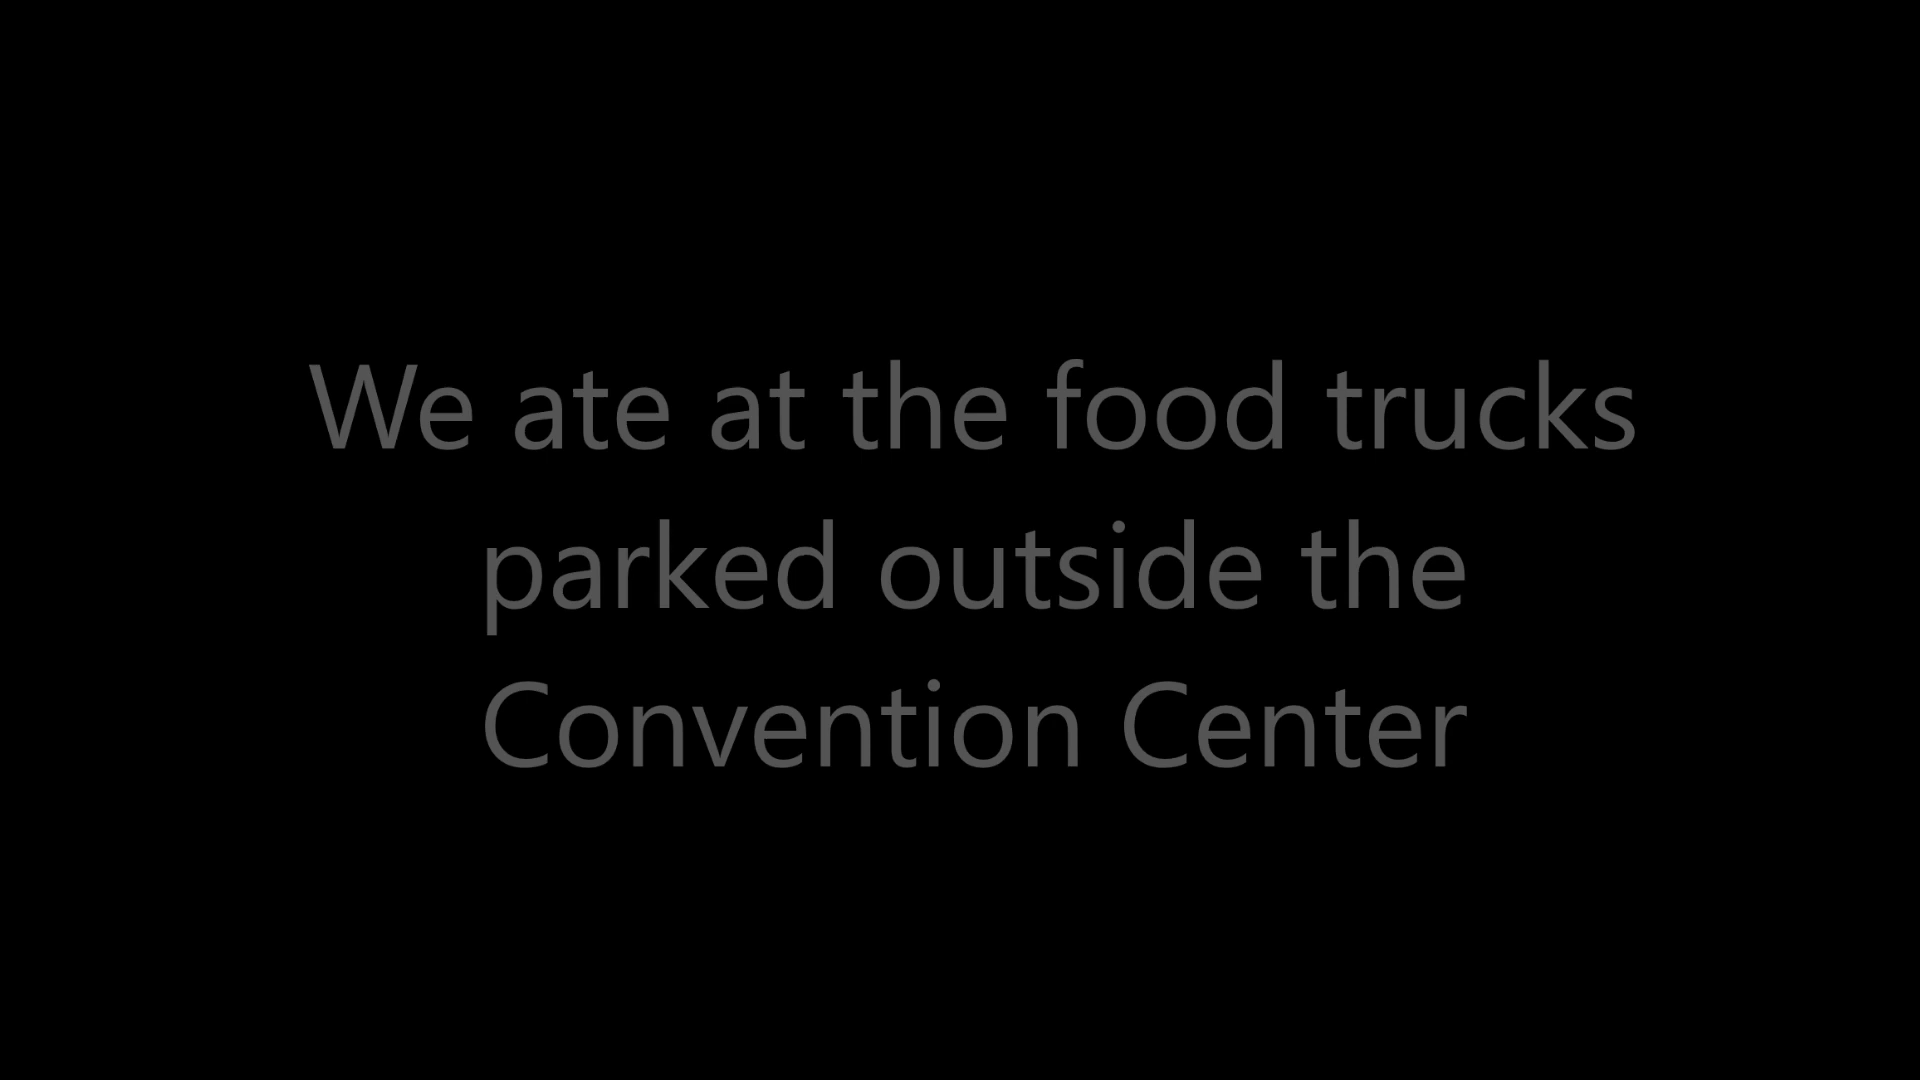 We ate at the food trucks
parked outside the
Convention Center